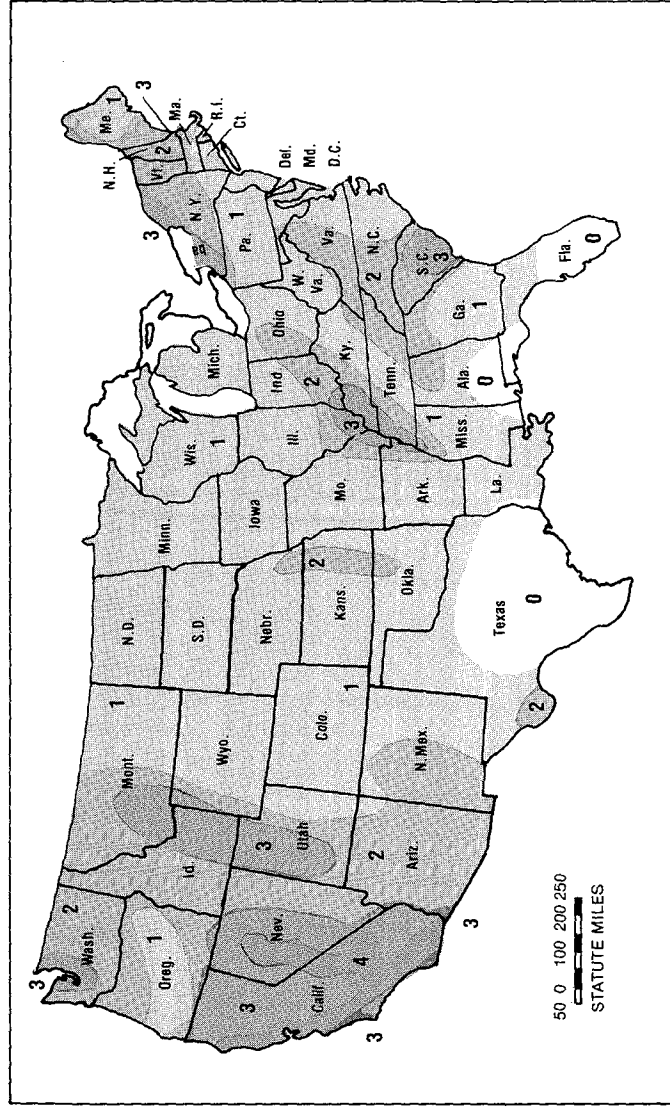 3
Wash.
2
Mont.
1
N.D.
Minn.
Oreg.
1
Id.
Wyo.
S.D.
Wis.
1
Mich.
3
N.Y.
Vt.
N.H.
2
Me.
1
3
Ma.
R.I.
Ct.
3
Nev.
3
Utah
Colo.
1
Nebr.
Iowa
Ill.
Ind.
2
Ohio
Pa.
1
Del.
Md.
D.C.
Calif.
4
3
3
2
Ariz.
N. Mex.
Kans.
2
Okla.
Mo.
3
Ky.
W.
Va.
Va.
Ark.
Tenn.
2
N.C.
S.C.
3
Texas
0
2
La.
1
Miss
Ala.
0
Ga.
1
Fla.
0
50 0 100 200 250
STATUTE MILES